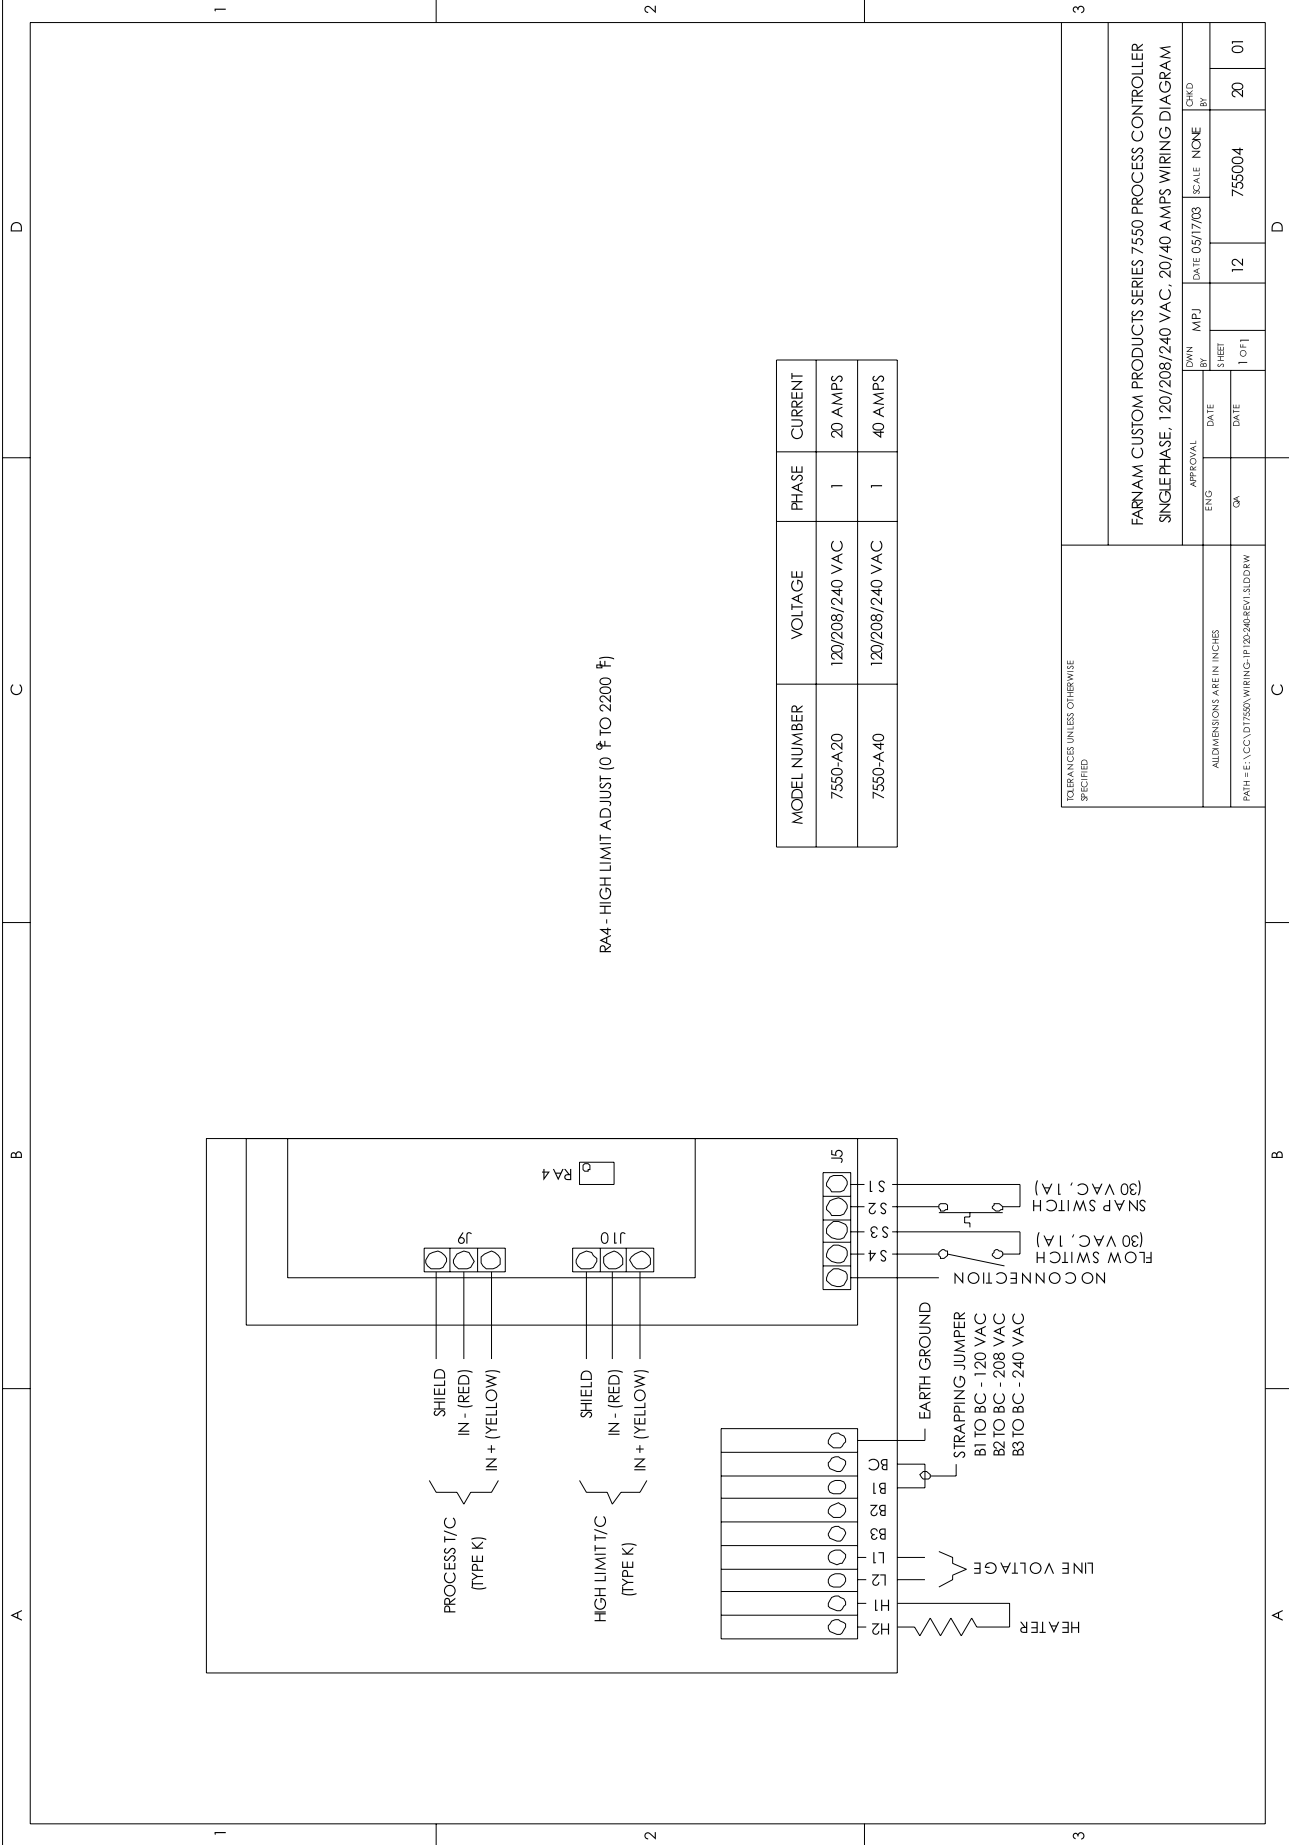 A
B
C
D
1
2
3
PROCESS T/C
(TYPE K)
SHIELD
IN - (RED)
IN + (YELLOW)
J9
HIGH LIMIT T/C
(TYPE K)
SHIELD
IN - (RED)
IN + (YELLOW)
J10
RA4
RA4 - HIGH LIMIT ADJUST (0 °F TO 2200 °F)
H2
H1
L2
L1
B3
B2
B1
BC
HEATER
LINE VOLTAGE
EARTH GROUND
STRAPPING JUMPER
B1 TO BC - 120 VAC
B2 TO BC - 208 VAC
B3 TO BC - 240 VAC
J5
S4
S3
S2
S1
NO CONNECTION
FLOW SWITCH
(30 VAC, 1A)
SNAP SWITCH
(30 VAC, 1A)
MODEL NUMBER VOLTAGE PHASE CURRENT
7550-A20 120/208/240 VAC 1 20 AMPS
7550-A40 120/208/240 VAC 1 40 AMPS
TOLERANCES UNLESS OTHERWISE
SPECIFIED
ALL DIMENSIONS ARE IN INCHES
PATH = E:\CC\DT7550\WIRING-1P120-240-REV1.SLDDRW
FARNAM CUSTOM PRODUCTS SERIES 7550 PROCESS CONTROLLER
SINGLE PHASE, 120/208/240 VAC, 20/40 AMPS WIRING DIAGRAM
APPROVAL
ENG DATE
QA DATE
DWN BY MPJ
DATE 05/17/03
SCALE NONE
CHKD BY
SHEET
1 OF 1
12
755004
20
01
1
2
3
A
B
C
D